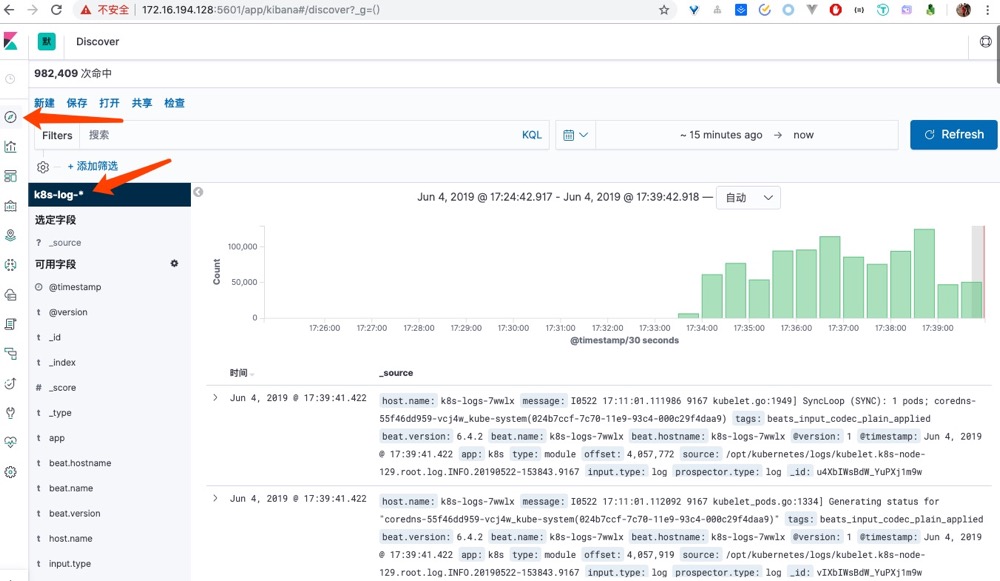 不安全 172.16.194.128:5601/app/kibana#/discover?_g=()
默 Discover
982,409 次命中
新建 保存 打开 共享 检查
Filters 搜索 KQL ~ 15 minutes ago → now Refresh
+ 添加筛选
k8s-log-*
选定字段
? _source
可用字段
@timestamp
t @version
t _id
t _index
# _score
t _type
t app
t beat.hostname
t beat.name
t beat.version
t host.name
t input.type
Jun 4, 2019 @ 17:24:42.917 - Jun 4, 2019 @ 17:39:42.918 — 自动
Count
100,000
50,000
0
17:26:00 17:27:00 17:28:00 17:29:00 17:30:00 17:31:00 17:32:00 17:33:00 17:34:00 17:35:00 17:36:00 17:37:00 17:38:00 17:39:00
@timestamp/30 seconds
时间 _source
Jun 4, 2019 @ 17:39:41.422 host.name: k8s-logs-7wwlx message: I0522 17:11:01.111986 9167 kubelet.go:1949] SyncLoop (SYNC): 1 pods; coredns-
55f46dd959-vcj4w_kube-system(024b7ccf-7c70-11e9-93c4-000c29f4daa9) tags: beats_input_codec_plain_applied
beat.version: 6.4.2 beat.name: k8s-logs-7wwlx beat.hostname: k8s-logs-7wwlx @version: 1 @timestamp: Jun 4, 2019
@ 17:39:41.422 app: k8s type: module offset: 4,057,772 source: /opt/kubernetes/logs/kubelet.k8s-node-
129.root.log.INFO.20190522-153843.9167 input.type: log prospector.type: log _id: u4XbIWsBdW_YuPXj1m9w
Jun 4, 2019 @ 17:39:41.422 host.name: k8s-logs-7wwlx message: I0522 17:11:01.112092 9167 kubelet_pods.go:1334] Generating status for
"coredns-55f46dd959-vcj4w_kube-system(024b7ccf-7c70-11e9-93c4-000c29f4daa9)" tags: beats_input_codec_plain_applied
beat.version: 6.4.2 beat.name: k8s-logs-7wwlx beat.hostname: k8s-logs-7wwlx @version: 1 @timestamp: Jun 4, 2019
@ 17:39:41.422 app: k8s type: module offset: 4,057,919 source: /opt/kubernetes/logs/kubelet.k8s-node-
129.root.log.INFO.20190522-153843.9167 input.type: log prospector.type: log _id: vIXbIWsBdW_YuPXj1m9w